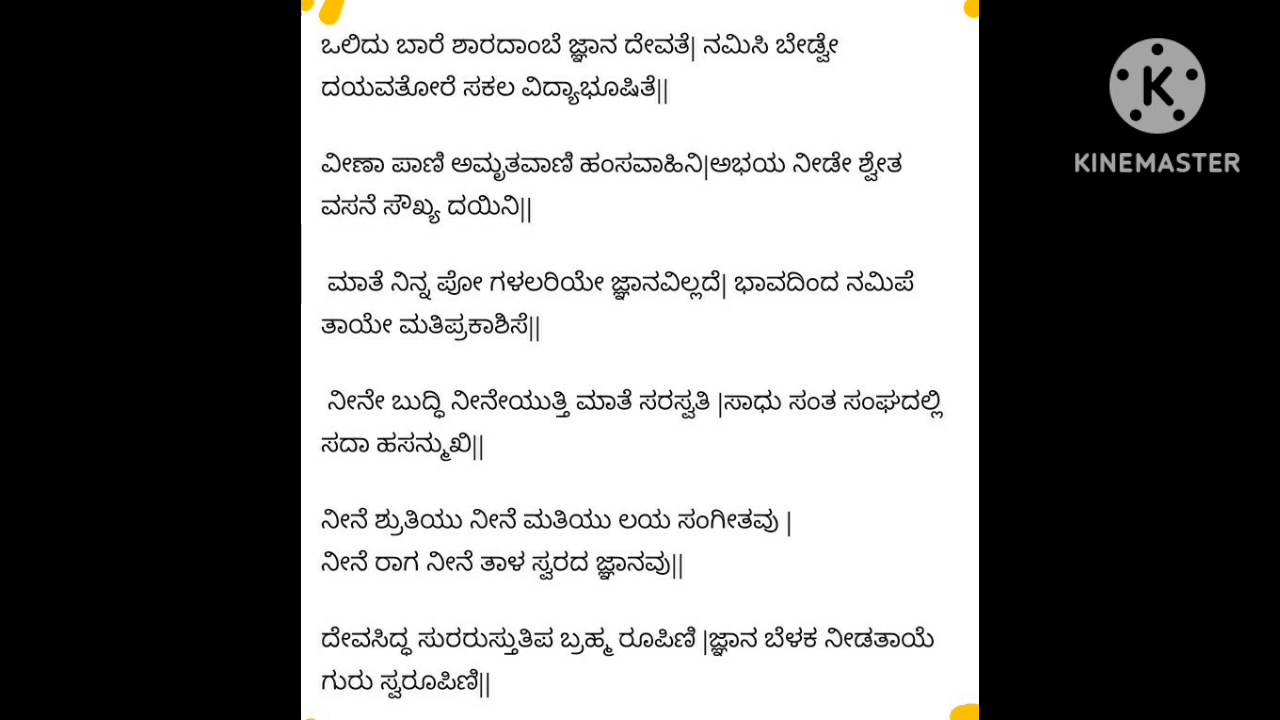 ಒಲಿದು ಬಾರೆ ಶಾರದಾಂಬೆ ಜ್ಞಾನ ದೇವತೆ| ನಮಿಸಿ ಬೇಡ್ವೇ
ದಯವತೋರೆ ಸಕಲ ವಿದ್ಯಾಭೂಷಿತೆ||
ವೀಣಾ ಪಾಣಿ ಅಮೃತವಾಣಿ ಹಂಸವಾಹಿನಿ|ಅಭಯ ನೀಡೇ ಶ್ವೇತ
ವಸನೆ ಸೌಖ್ಯ ದಯಿನಿ||
ಮಾತೆ ನಿನ್ನ ಪೋ ಗಳಲರಿಯೇ ಜ್ಞಾನವಿಲ್ಲದೆ| ಭಾವದಿಂದ ನಮಿಪೆ
ತಾಯೇ ಮತಿಪ್ರಕಾಶಿಸೆ||
ನೀನೇ ಬುದ್ಧಿ ನೀನೇಯುತ್ತಿ ಮಾತೆ ಸರಸ್ವತಿ |ಸಾಧು ಸಂತ ಸಂಘದಲ್ಲಿ
ಸದಾ ಹಸನ್ಮುಖಿ||
ನೀನೆ ಶ್ರುತಿಯು ನೀನೆ ಮತಿಯು ಲಯ ಸಂಗೀತವು |
ನೀನೆ ರಾಗ ನೀನೆ ತಾಳ ಸ್ವರದ ಜ್ಞಾನವು||
ದೇವಸಿದ್ಧ ಸುರರುಸ್ತುತಿಪ ಬ್ರಹ್ಮ ರೂಪಿಣಿ |ಜ್ಞಾನ ಬೆಳಕ ನೀಡತಾಯೆ
ಗುರು ಸ್ವರೂಪಿಣಿ||
K
KINEMASTER